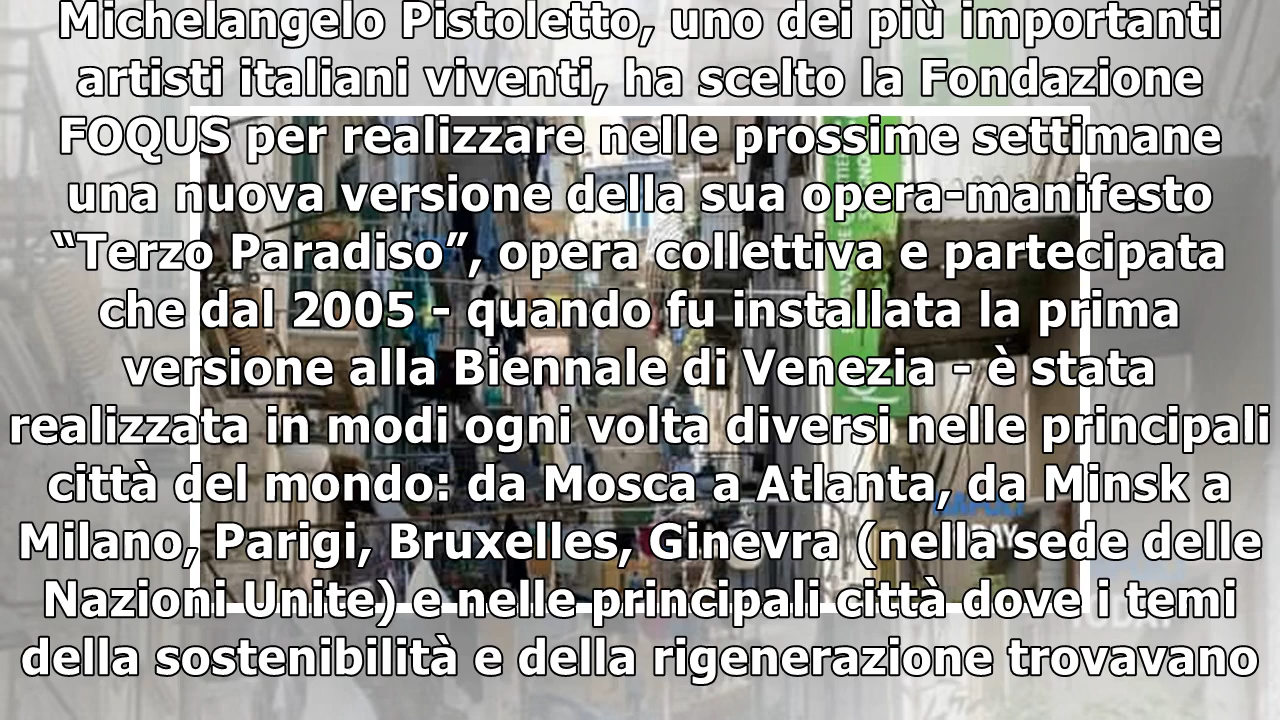 Michelangelo Pistoletto, uno dei più importanti
artisti italiani viventi, ha scelto la Fondazione
FOQUS per realizzare nelle prossime settimane
una nuova versione della sua opera-manifesto
“Terzo Paradiso”, opera collettiva e partecipata
che dal 2005 - quando fu installata la prima
versione alla Biennale di Venezia - è stata
realizzata in modi ogni volta diversi nelle principali
città del mondo: da Mosca a Atlanta, da Minsk a
Milano, Parigi, Bruxelles, Ginevra (nella sede delle
Nazioni Unite) e nelle principali città dove i temi
della sostenibilità e della rigenerazione trovavano